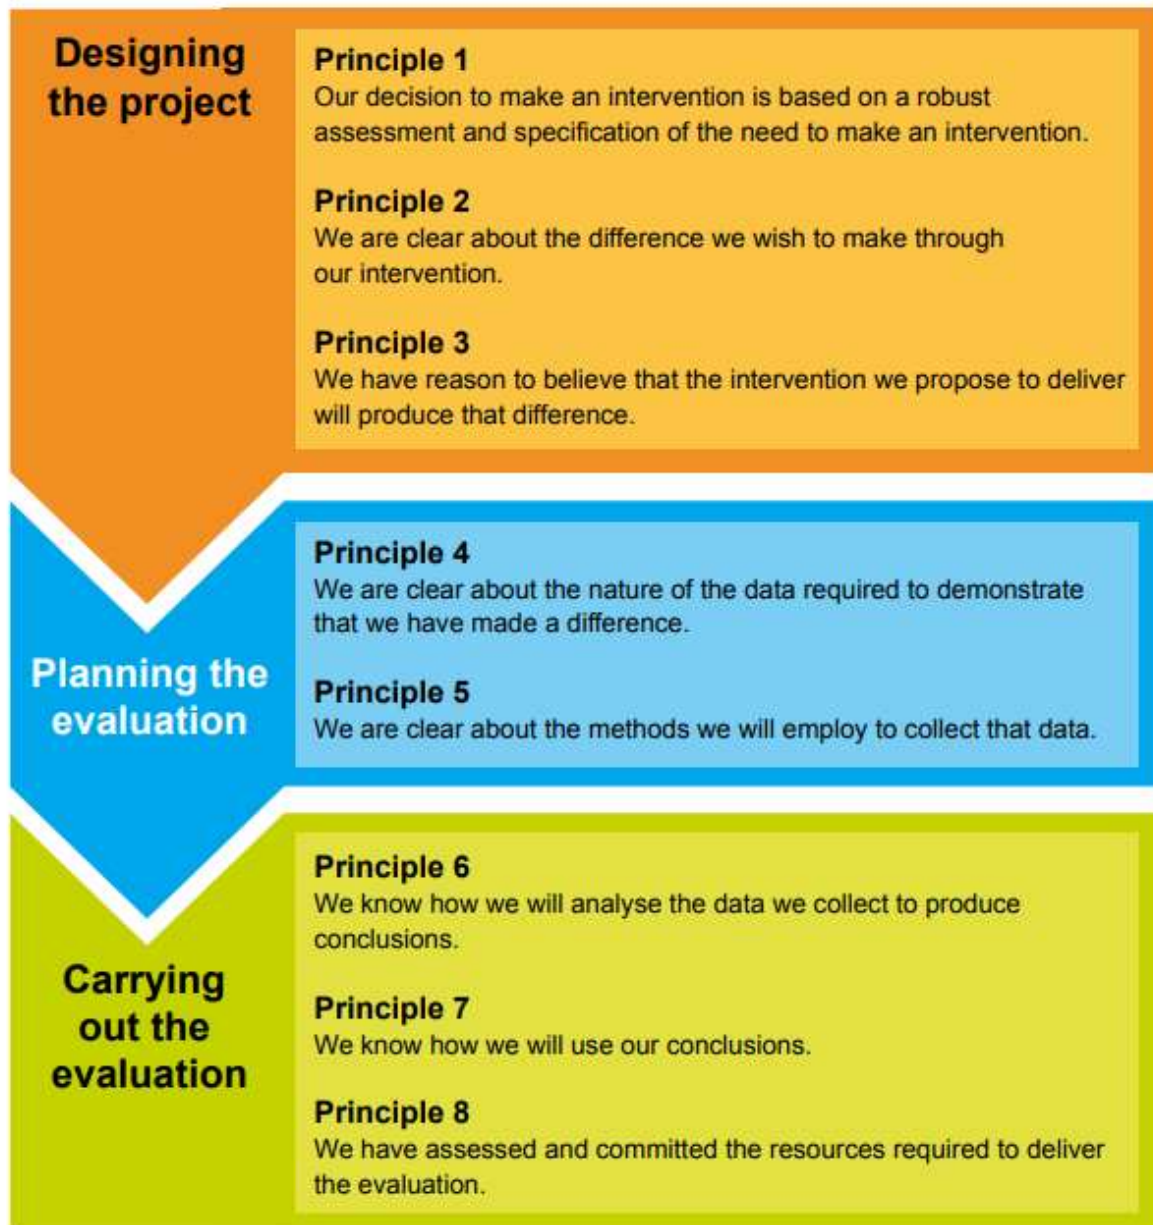 Designing
the project
Principle 1
Our decision to make an intervention is based on a robust
assessment and specification of the need to make an intervention.
Principle 2
We are clear about the difference we wish to make through
our intervention.
Principle 3
We have reason to believe that the intervention we propose to deliver
will produce that difference.
Planning the
evaluation
Principle 4
We are clear about the nature of the data required to demonstrate
that we have made a difference.
Principle 5
We are clear about the methods we will employ to collect that data.
Carrying
out the
evaluation
Principle 6
We know how we will analyse the data we collect to produce
conclusions.
Principle 7
We know how we will use our conclusions.
Principle 8
We have assessed and committed the resources required to deliver
the evaluation.